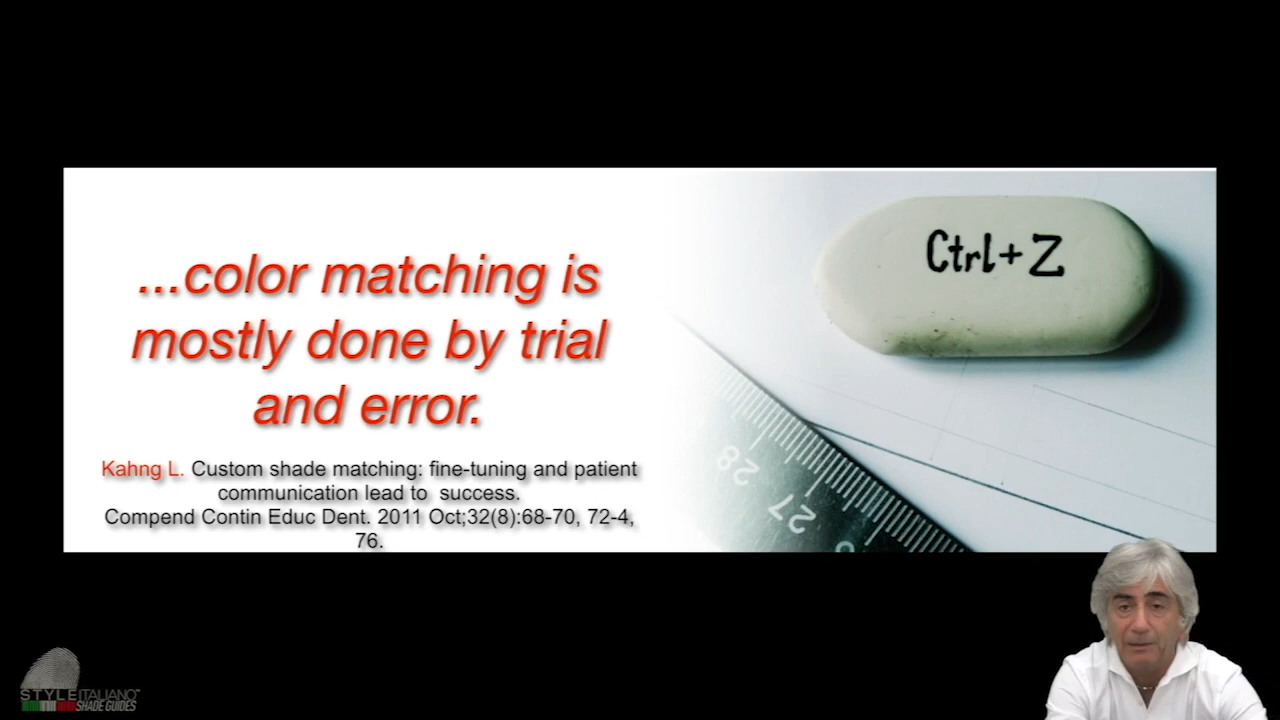 ...color matching is
mostly done by trial
and error.
Kahng L. Custom shade matching: fine-tuning and patient
communication lead to success.
Compend Contin Educ Dent. 2011 Oct;32(8):68-70, 72-4,
76.
Ctrl+Z
28
27
STYLEITALIANO™
SHADE GUIDES